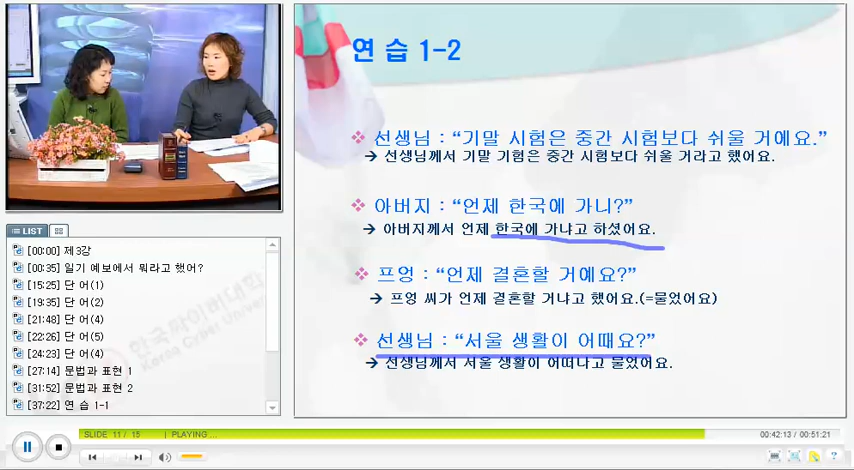 연 습 1-2
❖ 선생님 : “기말 시험은 중간 시험보다 쉬울 거예요.”
→ 선생님께서 기말 기험은 중간 시험보다 쉬울 거라고 했어요.
❖ 아버지 : “언제 한국에 가니?”
→ 아버지께서 언제 한국에 가냐고 하셨어요.
❖ 프엉 : “언제 결혼할 거예요?”
→ 프엉 씨가 언제 결혼할 거냐고 했어요.(=물었어요)
❖ 선생님 : “서울 생활이 어때요?”
→ 선생님께서 서울 생활이 어떠냐고 물었어요.
LIST
[00:00] 제3강
[00:35] 일기 예보에서 뭐라고 했어?
[15:25] 단 어(1)
[19:35] 단 어(2)
[21:48] 단 어(4)
[22:26] 단 어(5)
[24:23] 단 어(4)
[27:14] 문법과 표현 1
[31:52] 문법과 표현 2
[37:22] 연 습 1-1
한국사이버대학
Korea Cyber Univer
SLIDE 11 / 15 | PLAYING ... 00:42:13 / 00:51:21